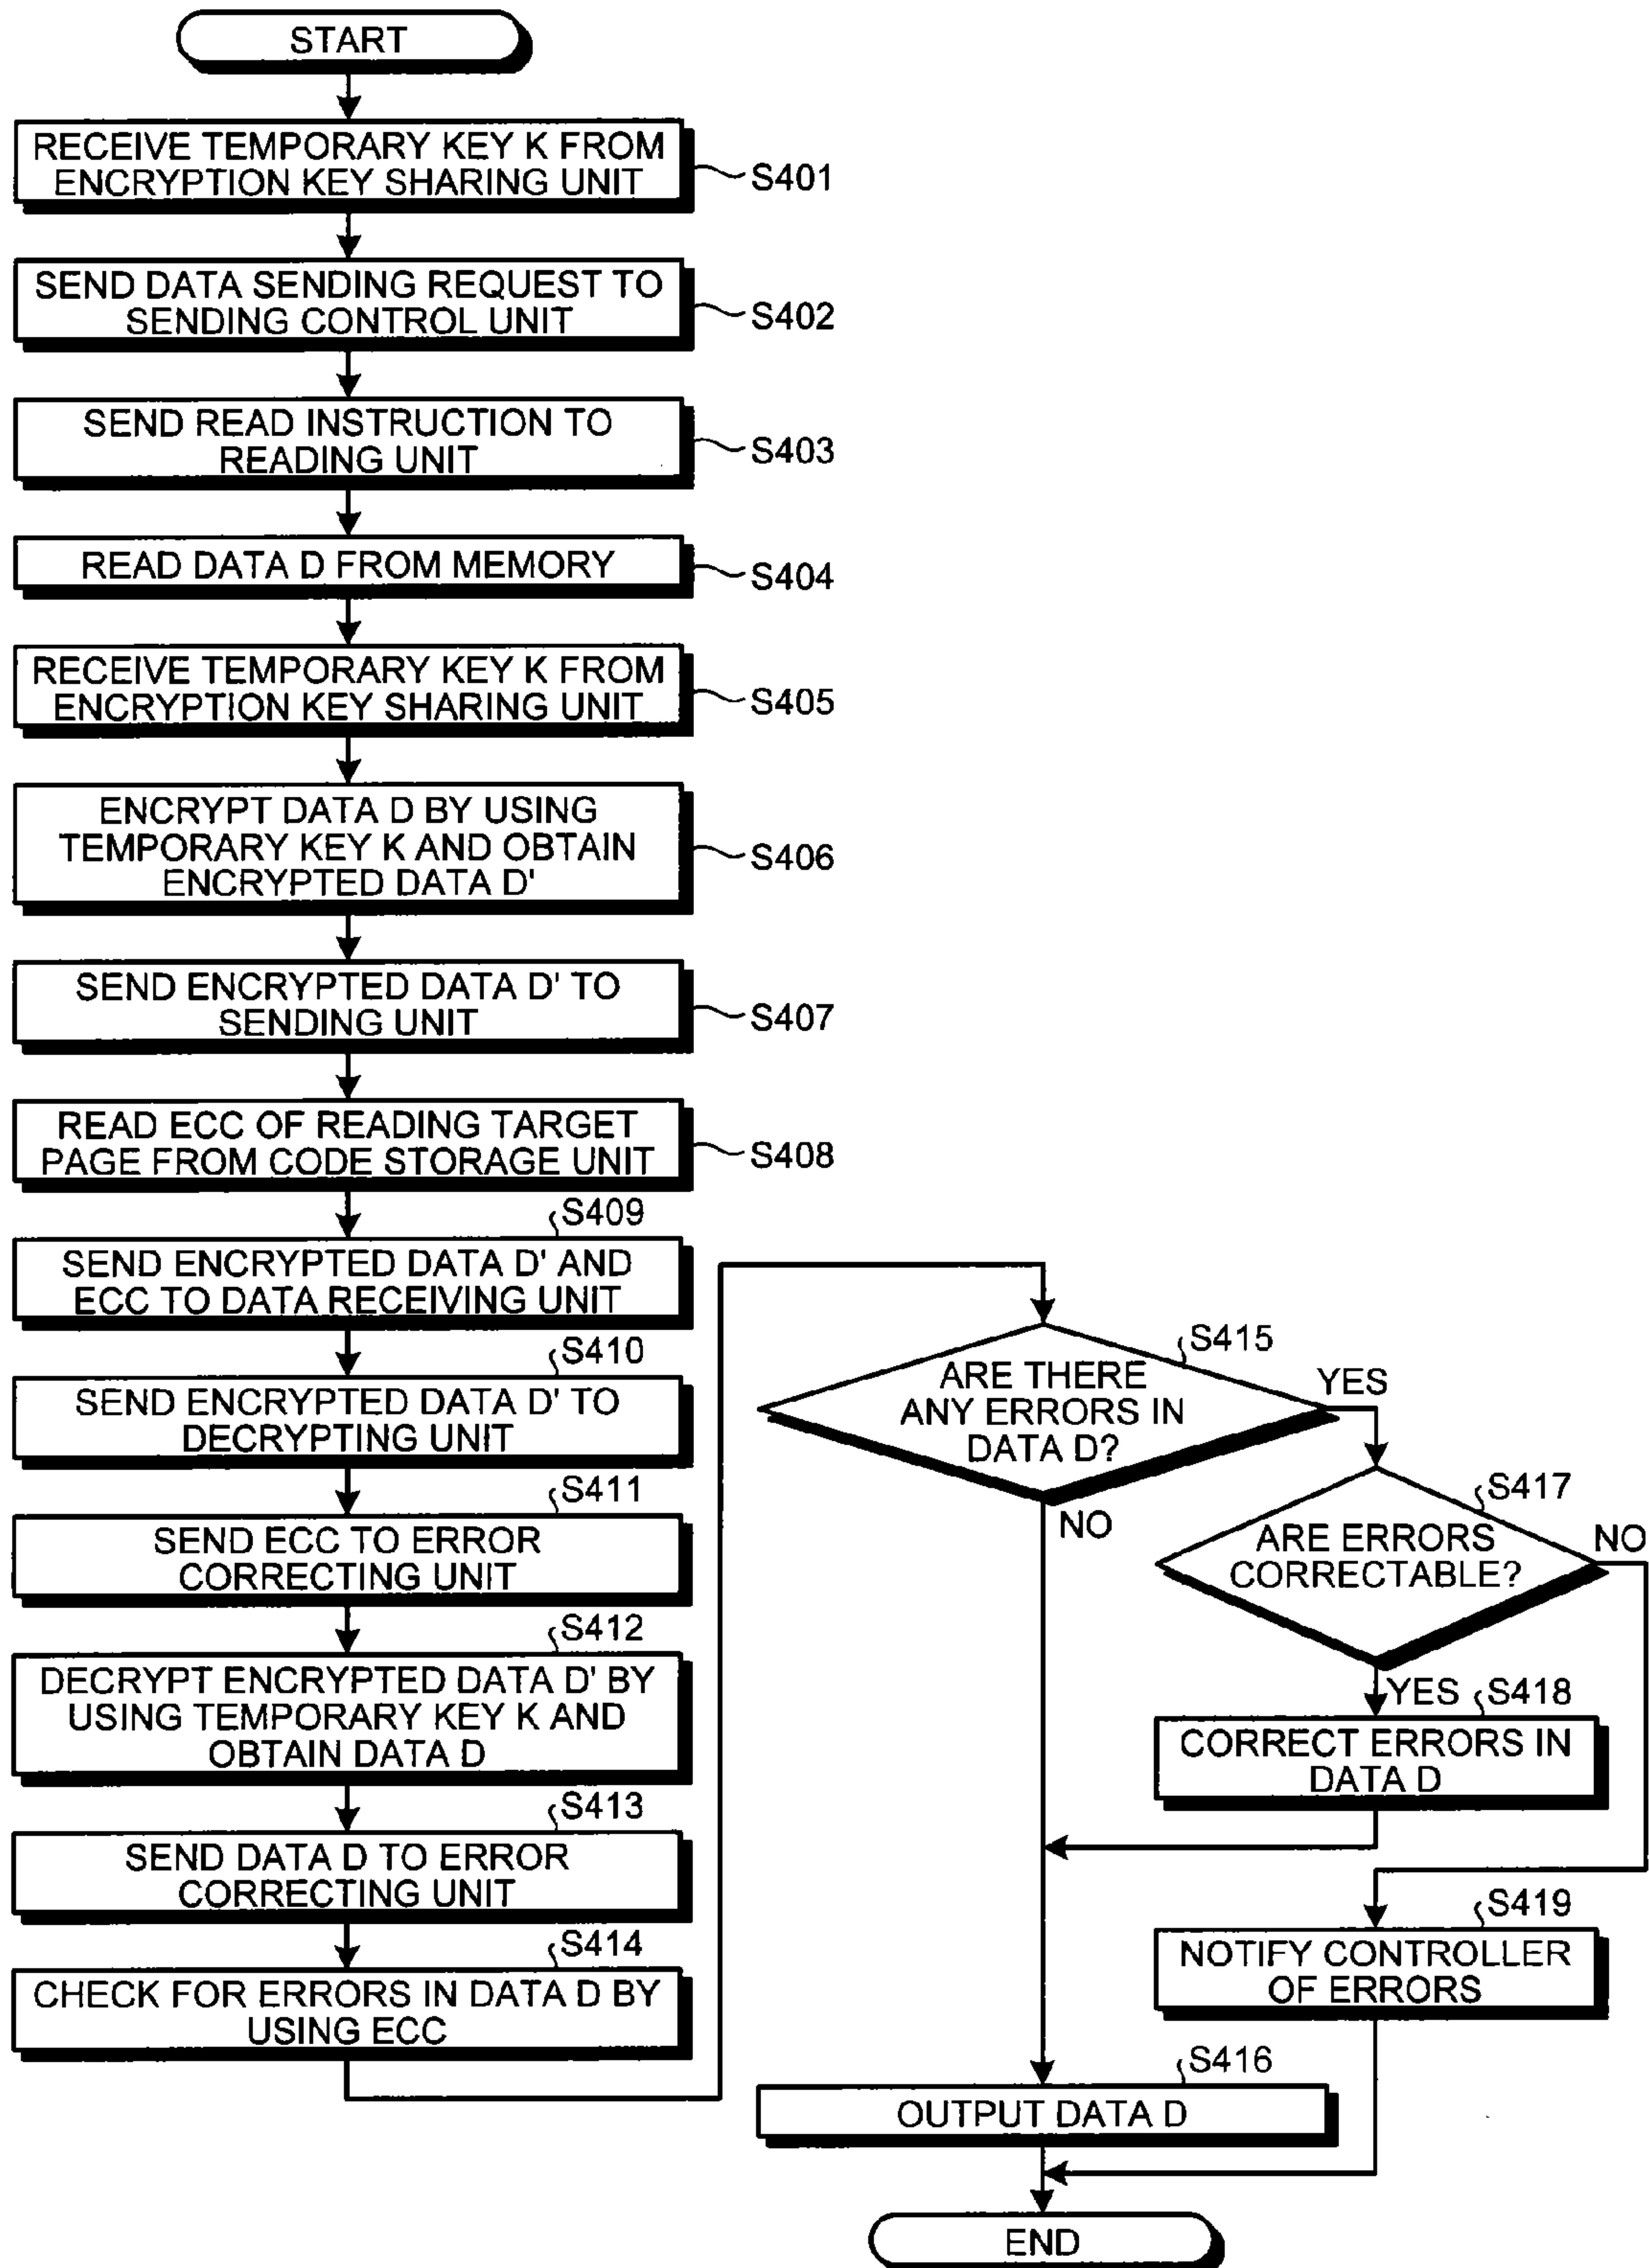 START
RECEIVE TEMPORARY KEY K FROM
ENCRYPTION KEY SHARING UNIT
S401
SEND DATA SENDING REQUEST TO
SENDING CONTROL UNIT
S402
SEND READ INSTRUCTION TO
READING UNIT
S403
READ DATA D FROM MEMORY
S404
RECEIVE TEMPORARY KEY K FROM
ENCRYPTION KEY SHARING UNIT
S405
ENCRYPT DATA D BY USING
TEMPORARY KEY K AND OBTAIN
ENCRYPTED DATA D'
S406
SEND ENCRYPTED DATA D' TO
SENDING UNIT
S407
READ ECC OF READING TARGET
PAGE FROM CODE STORAGE UNIT
S408
S409
SEND ENCRYPTED DATA D' AND
ECC TO DATA RECEIVING UNIT
S410
SEND ENCRYPTED DATA D' TO
DECRYPTING UNIT
S411
SEND ECC TO ERROR
CORRECTING UNIT
S412
DECRYPT ENCRYPTED DATA D' BY
USING TEMPORARY KEY K AND
OBTAIN DATA D
S413
SEND DATA D TO ERROR
CORRECTING UNIT
S414
CHECK FOR ERRORS IN DATA D BY
USING ECC
S415
ARE THERE
ANY ERRORS IN
DATA D?
YES
NO
S417
ARE ERRORS
CORRECTABLE?
NO
YES
S418
CORRECT ERRORS IN
DATA D
S419
NOTIFY CONTROLLER
OF ERRORS
S416
OUTPUT DATA D
END